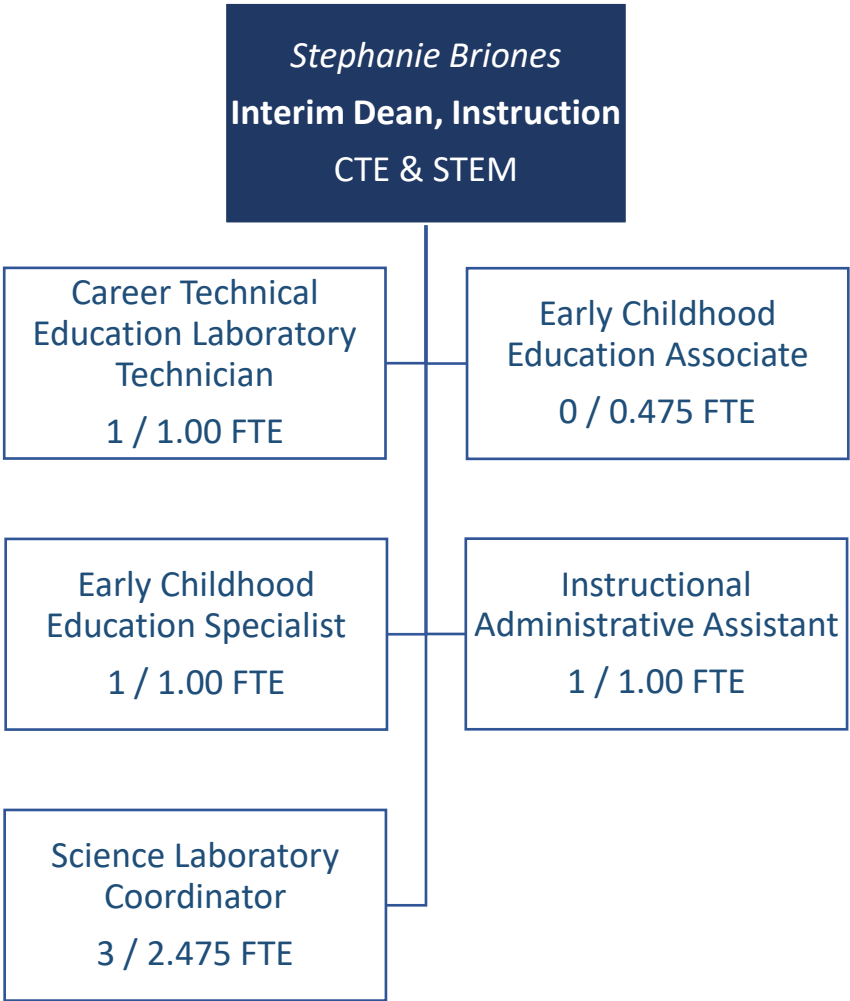 Stephanie Briones
Interim Dean, Instruction
CTE & STEM
Career Technical
Education Laboratory
Technician
1 / 1.00 FTE
Early Childhood
Education Associate
0 / 0.475 FTE
Early Childhood
Education Specialist
1 / 1.00 FTE
Instructional
Administrative Assistant
1 / 1.00 FTE
Science Laboratory
Coordinator
3 / 2.475 FTE